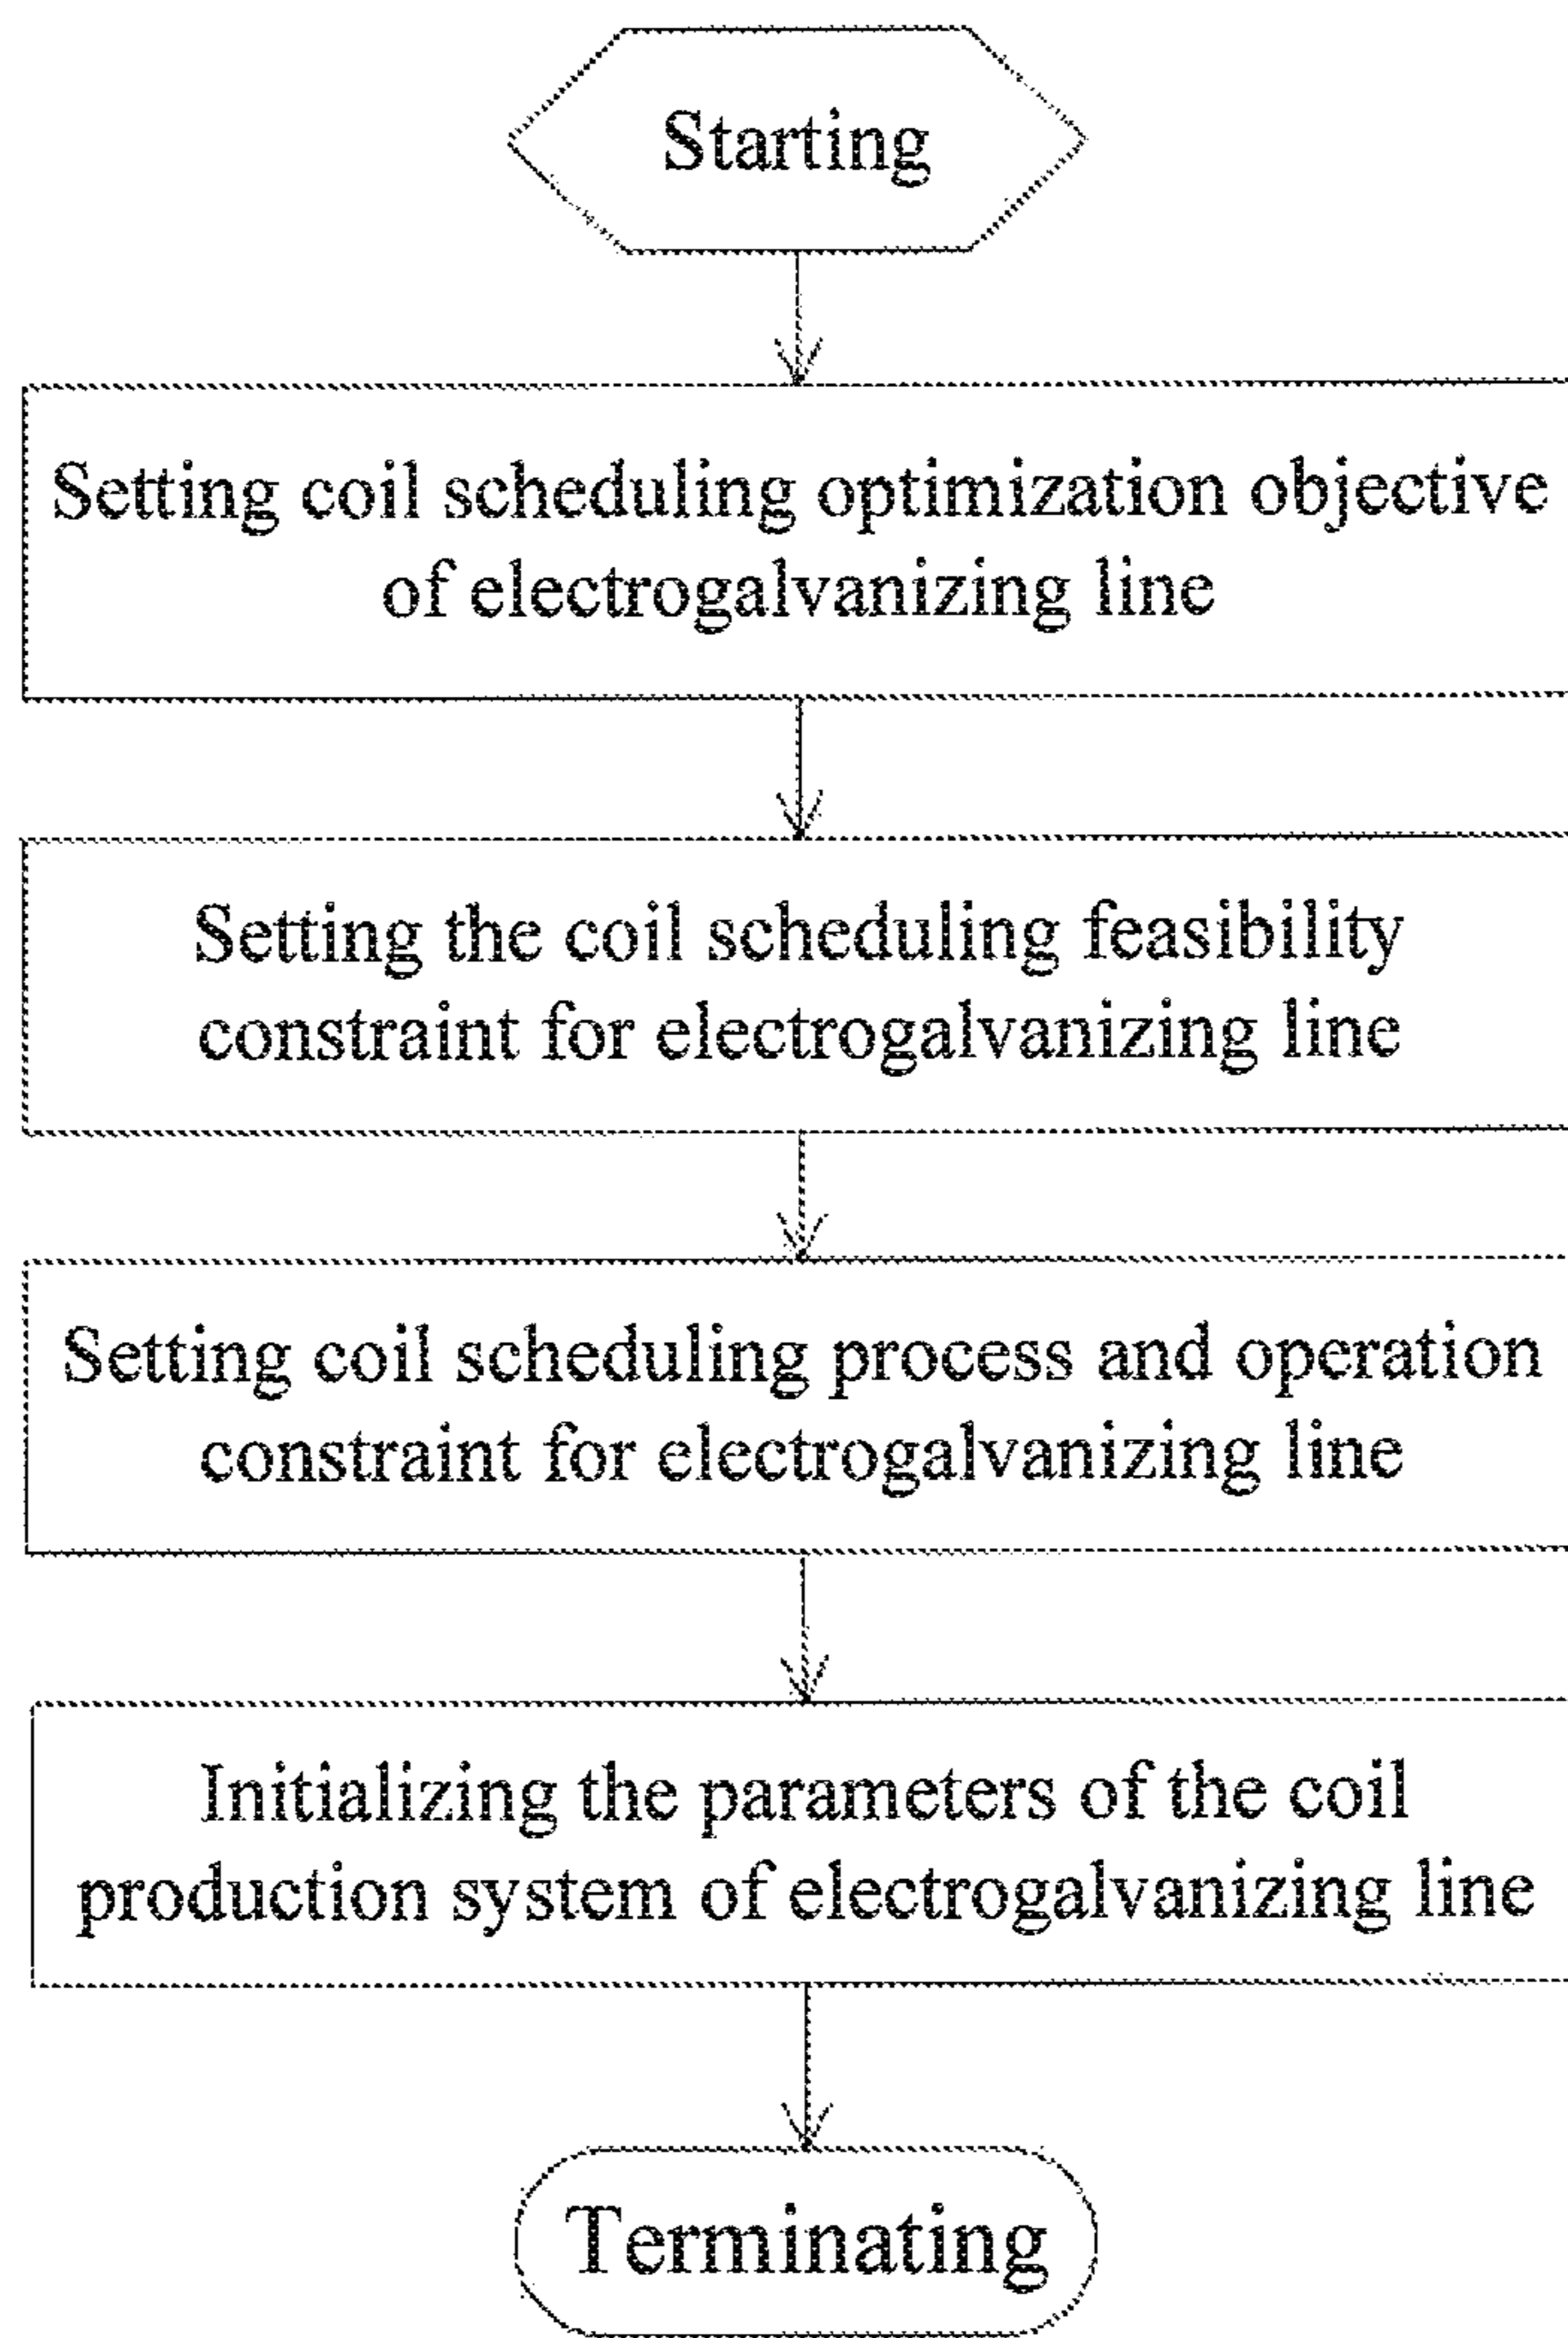 Starting
Setting coil scheduling optimization objective
of electrogalvanizing line
Setting the coil scheduling feasibility
constraint for electrogalvanizing line
Setting coil scheduling process and operation
constraint for electrogalvanizing line
Initializing the parameters of the coil
production system of electrogalvanizing line
Terminating